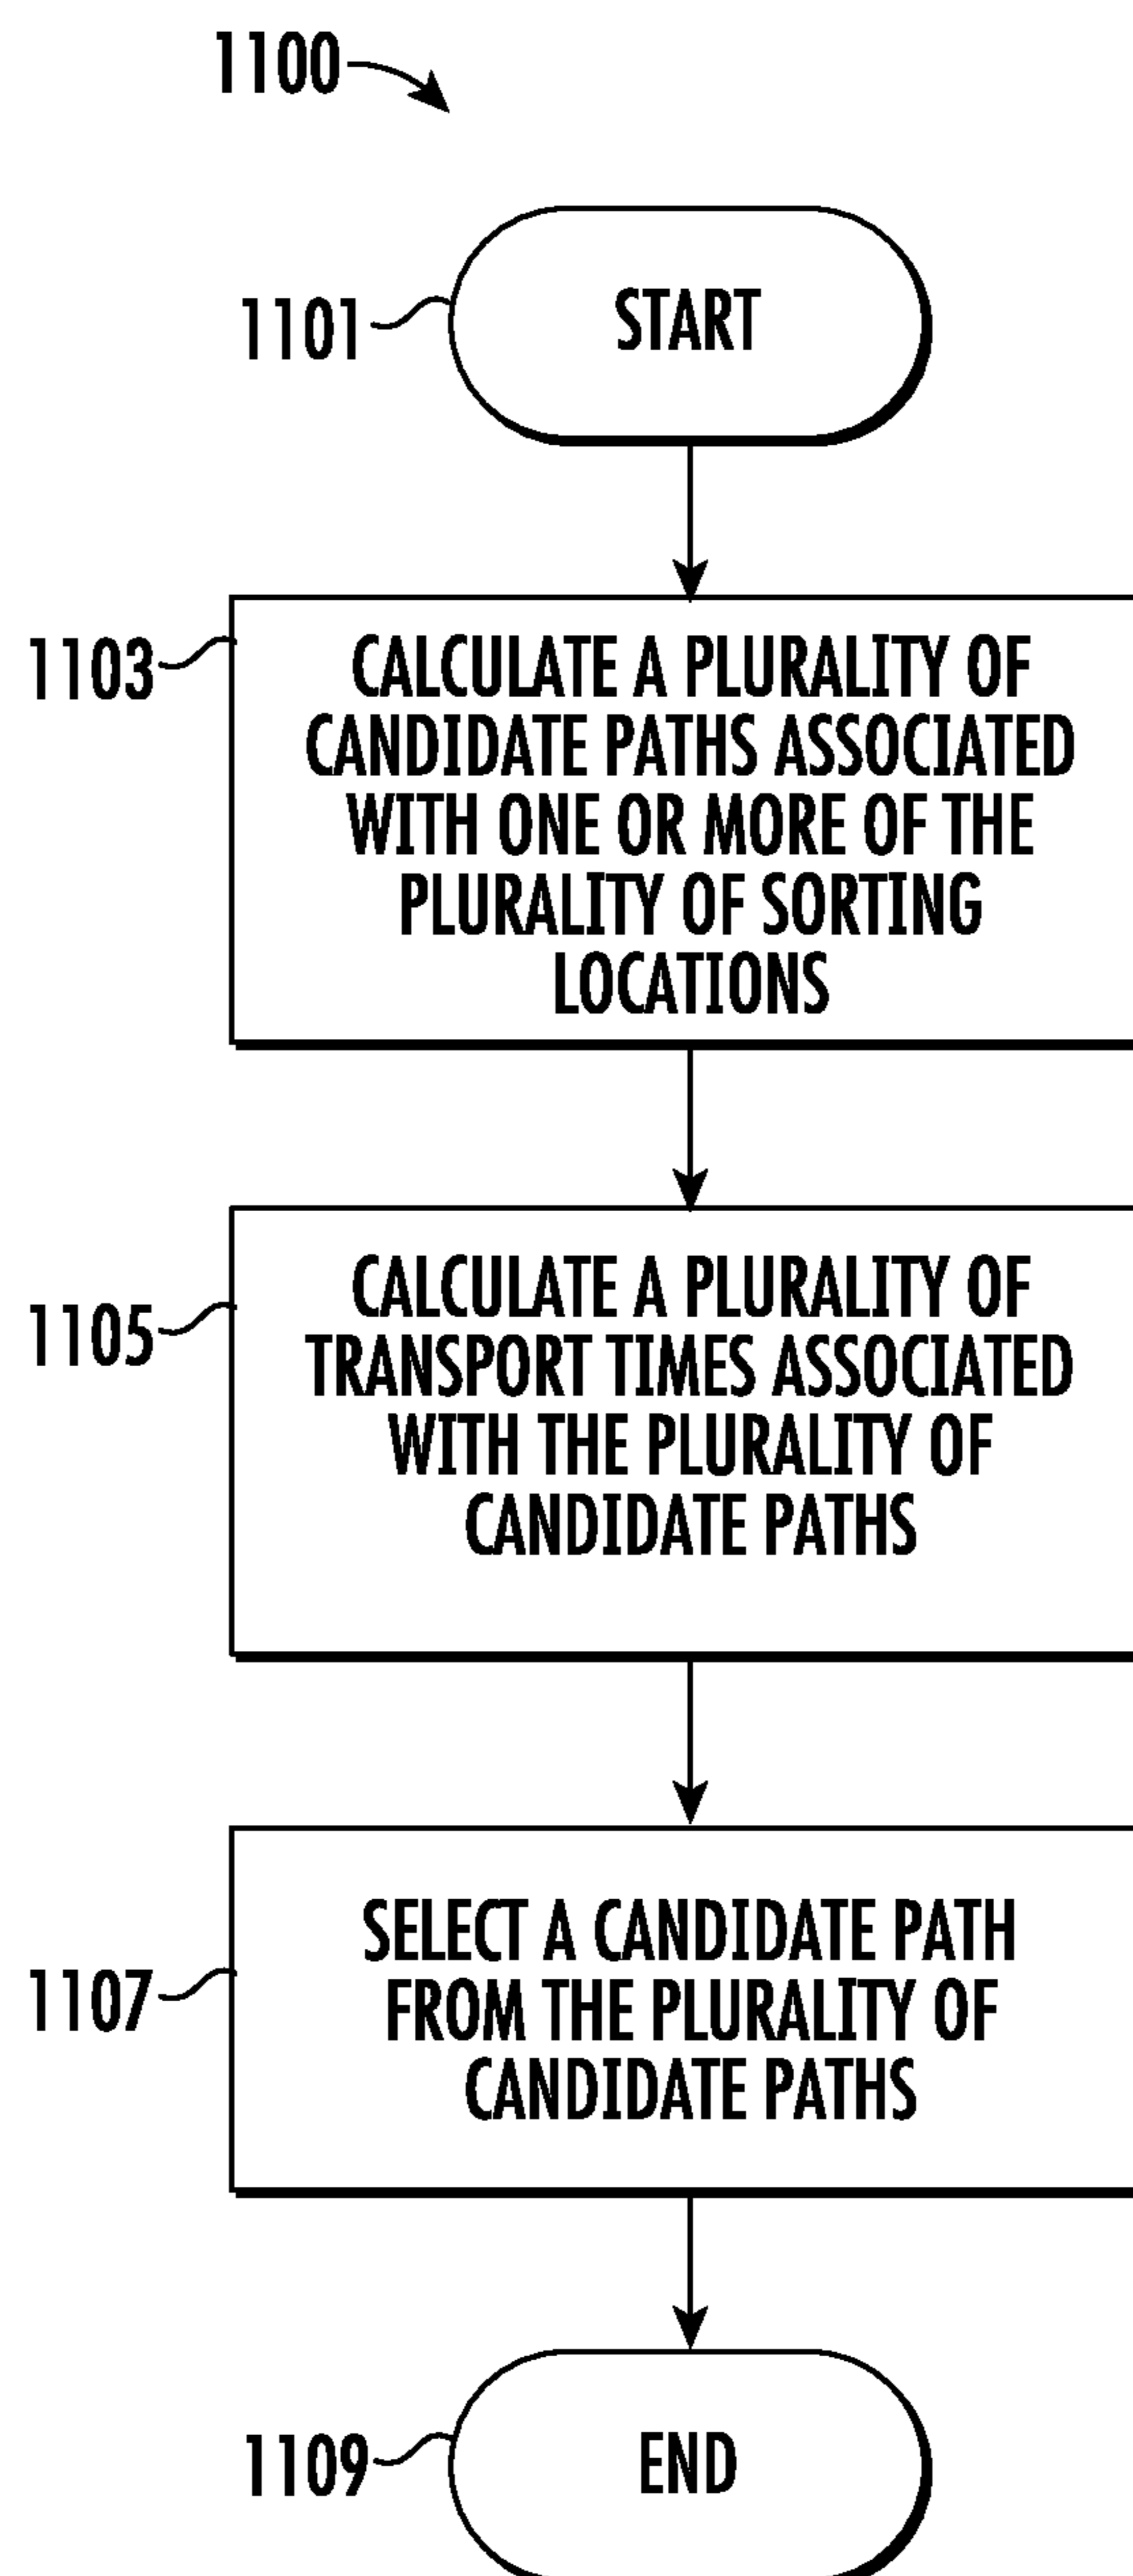 1100
1101
START
1103
CALCULATE A PLURALITY OF
CANDIDATE PATHS ASSOCIATED
WITH ONE OR MORE OF THE
PLURALITY OF SORTING
LOCATIONS
1105
CALCULATE A PLURALITY OF
TRANSPORT TIMES ASSOCIATED
WITH THE PLURALITY OF
CANDIDATE PATHS
1107
SELECT A CANDIDATE PATH
FROM THE PLURALITY OF
CANDIDATE PATHS
1109
END